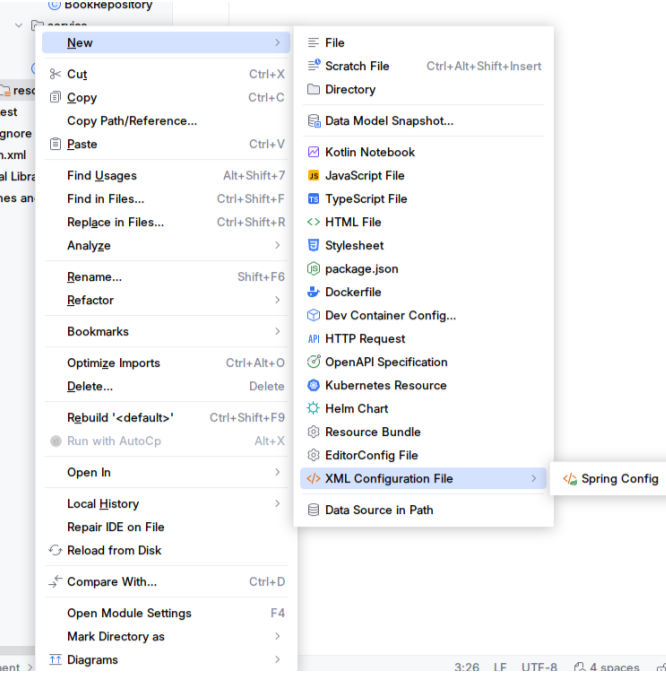 BookRepository
service
New
Cut Ctrl+X
Copy Ctrl+C
Copy Path/Reference...
Paste Ctrl+V
Find Usages Alt+Shift+7
Find in Files... Ctrl+Shift+F
Replace in Files... Ctrl+Shift+R
Analyze
Rename... Shift+F6
Refactor
Bookmarks
Optimize Imports Ctrl+Alt+O
Delete... Delete
Rebuild '<default>' Ctrl+Shift+F9
Run with AutoCp Alt+X
Open In
Local History
Repair IDE on File
Reload from Disk
Compare With... Ctrl+D
Open Module Settings F4
Mark Directory as
Diagrams
File
Scratch File Ctrl+Alt+Shift+Insert
Directory
Data Model Snapshot...
Kotlin Notebook
JS JavaScript File
TS TypeScript File
HTML File
Stylesheet
package.json
Dockerfile
Dev Container Config...
API HTTP Request
OpenAPI Specification
Kubernetes Resource
Helm Chart
Resource Bundle
EditorConfig File
XML Configuration File
Data Source in Path
Spring Config
reso
est
gnore
n.xml
al Libra
nes an
nent
3:26 LF UTF-8 4 spaces